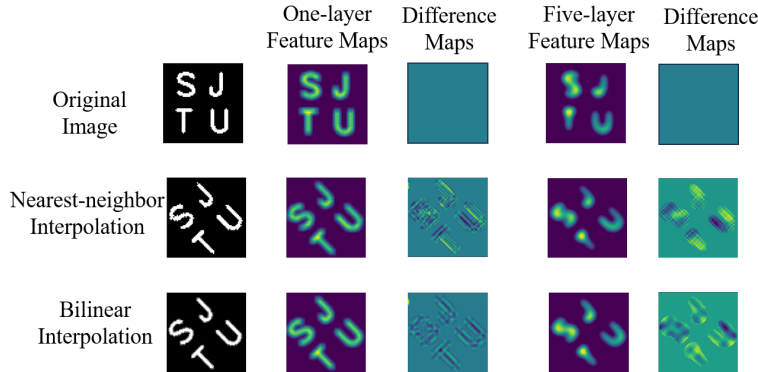 One-layer
Feature Maps
Difference
Maps
Five-layer
Feature Maps
Difference
Maps
Original
Image
S J
T U
Nearest-neighbor
Interpolation
S J
T U
Bilinear
Interpolation
S J
T U